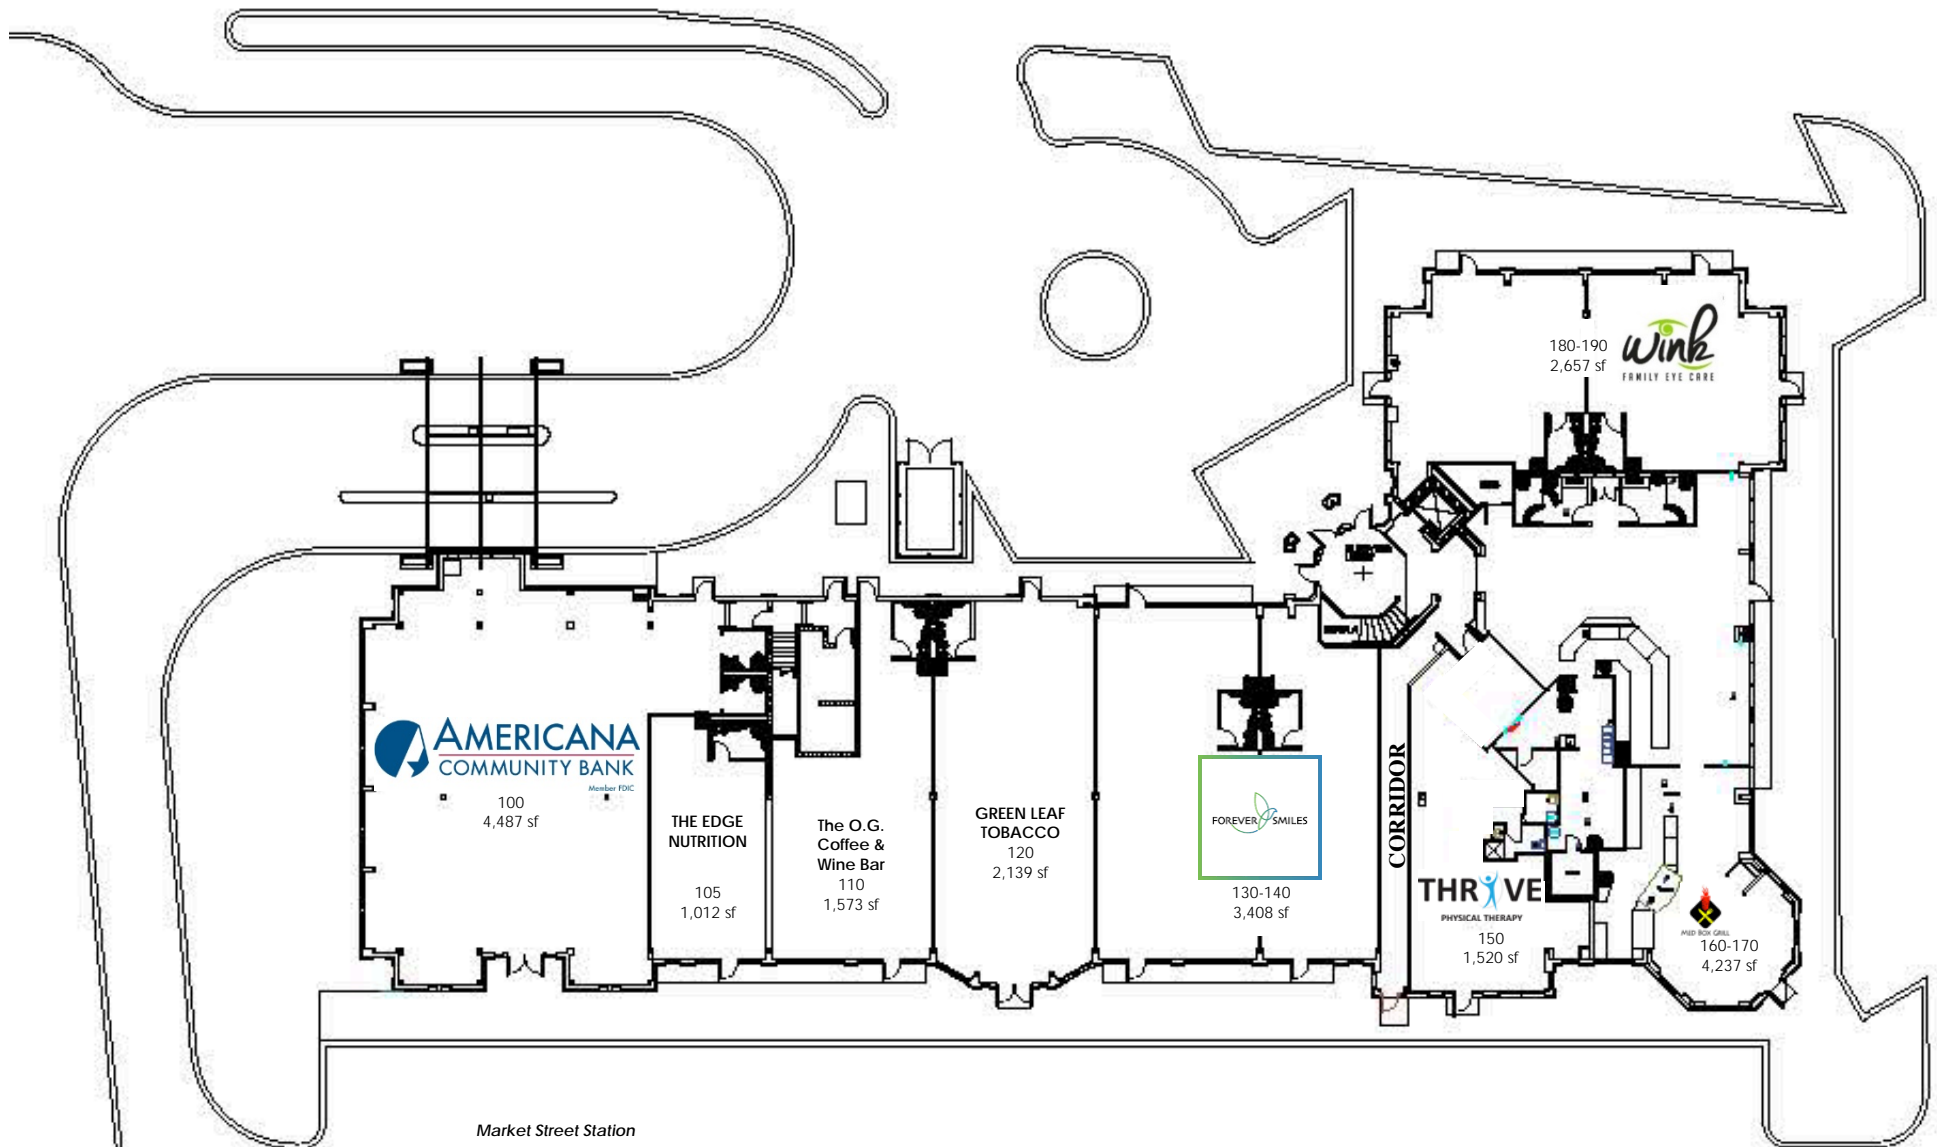 180-190
2,657 sf
wink
FAMILY EYE CARE
AMERICANA
COMMUNITY BANK
Member FDIC
100
4,487 sf
THE EDGE
NUTRITION
105
1,012 sf
The O.G.
Coffee &
Wine Bar
110
1,573 sf
GREEN LEAF
TOBACCO
120
2,139 sf
FOREVER SMILES
130-140
3,408 sf
CORRIDOR
THRIVE
PHYSICAL THERAPY
150
1,520 sf
MED BOX GRILL
160-170
4,237 sf
Market Street Station